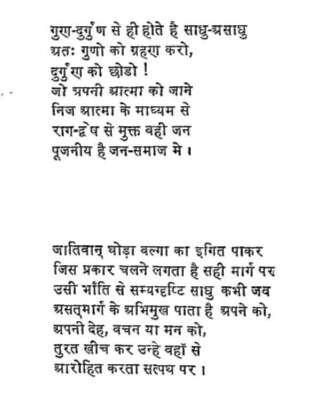 गुण-दुर्गुण से ही होते है साधु-असाधु
अतः गुणो को ग्रहण करो,
दुर्गुण को छोडो !
जो अपनी आत्मा को जाने
निज आत्मा के माध्यम से
राग-द्वेष से मुक्त वही जन
पूजनीय है जन-समाज मे ।
जातिवान् घोड़ा वल्गा का इगित पाकर
जिस प्रकार चलने लगता है सही मार्ग पर
उसी भाँति से सम्यग्दृष्टि साधु कभी जव
असत्मार्ग के अभिमुख पाता है अपने को,
अपनी देह, वचन या मन को,
तुरत खीच कर उन्हे वहाँ से
आरोहित करता सत्पथ पर ।